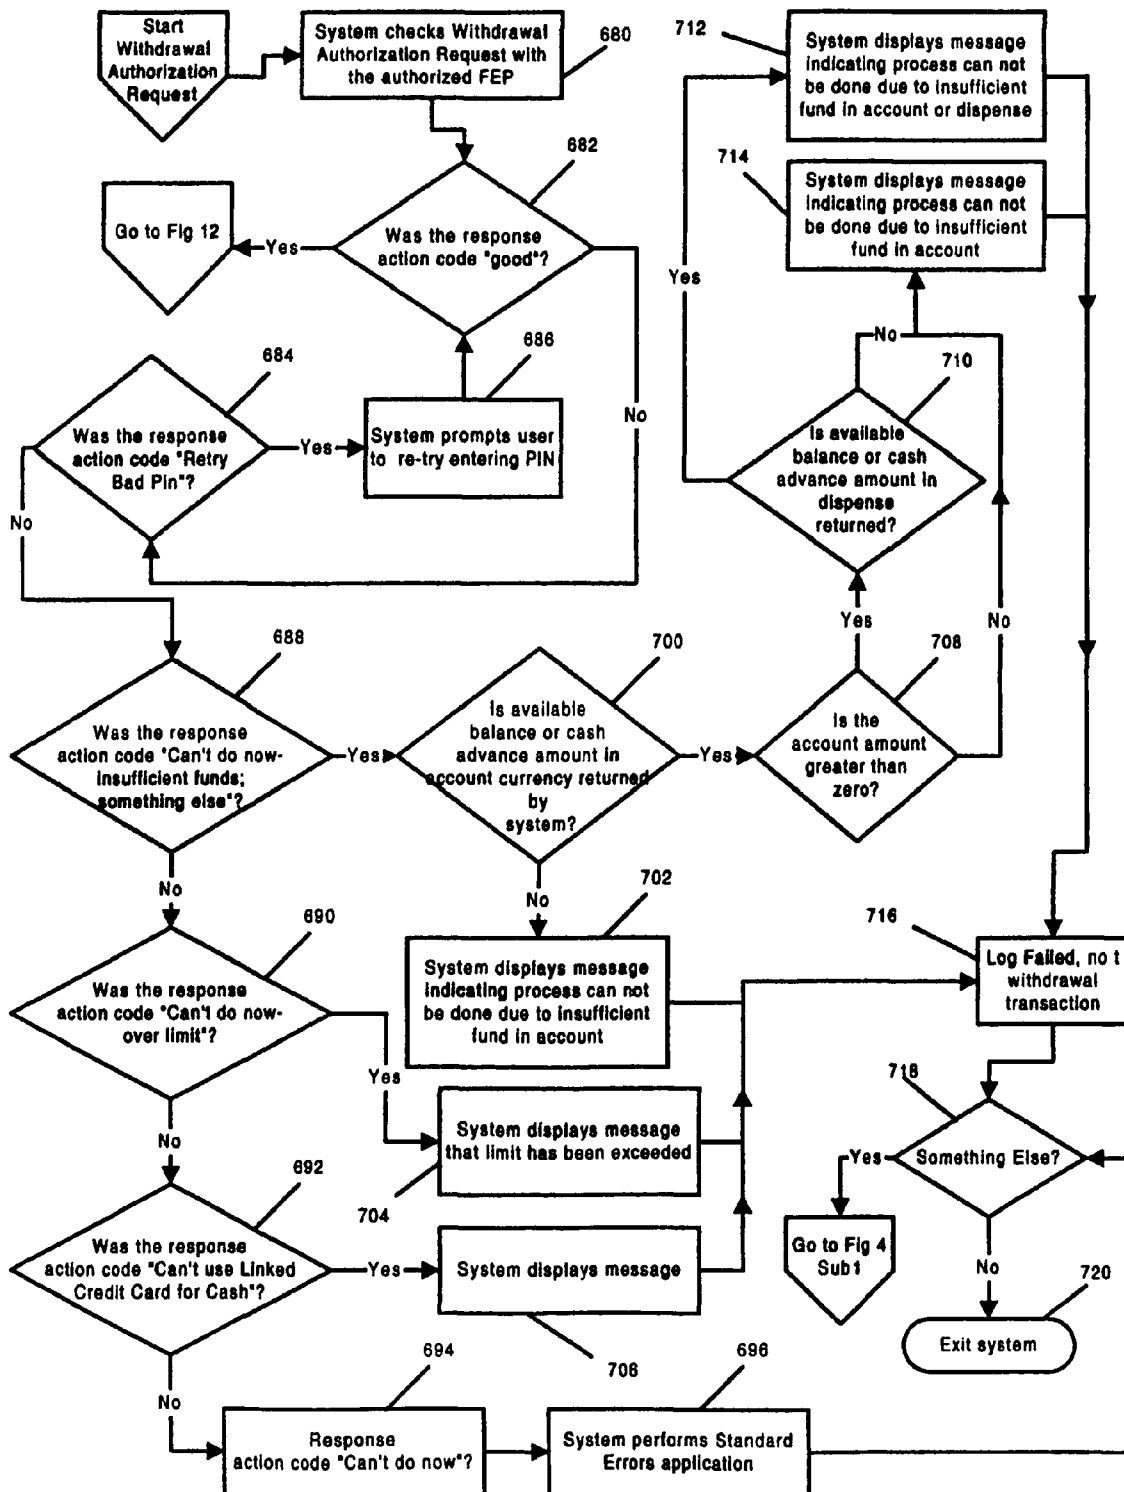 Start
Withdrawal
Authorization
Request
System checks Withdrawal
Authorization Request with
the authorized FEP
680
712
System displays message
indicating process can not
be done due to insufficient
fund in account or dispense
682
714
System displays message
indicating process can not
be done due to insufficient
fund in account
Go to Fig 12
Yes
Was the response
action code "good"?
Yes
No
684
686
No
710
Was the response
action code "Retry
Bad Pin"?
Yes
System prompts user
to re-try entering PIN
Is available
balance or cash
advance amount in
dispense
returned?
No
Yes
No
688
700
708
Was the response
action code "Can't do now-
insufficient funds;
something else"?
Yes
Is available
balance or cash
advance amount in
account currency returned
by
system?
Yes
Is the
account amount
greater than
zero?
No
No
702
690
716
Was the response
action code "Can't do now-
over limit"?
Yes
System displays message
indicating process can not
be done due to insufficient
fund in account
Log Failed, no t
withdrawal
transaction
718
No
System displays message
that limit has been exceeded
704
Yes
Something Else?
692
Was the response
action code "Can't use Linked
Credit Card for Cash"?
Yes
System displays message
706
Go to Fig 4
Sub1
No
720
Exit system
No
694
696
Response
action code "Can't do now"?
System performs Standard
Errors application